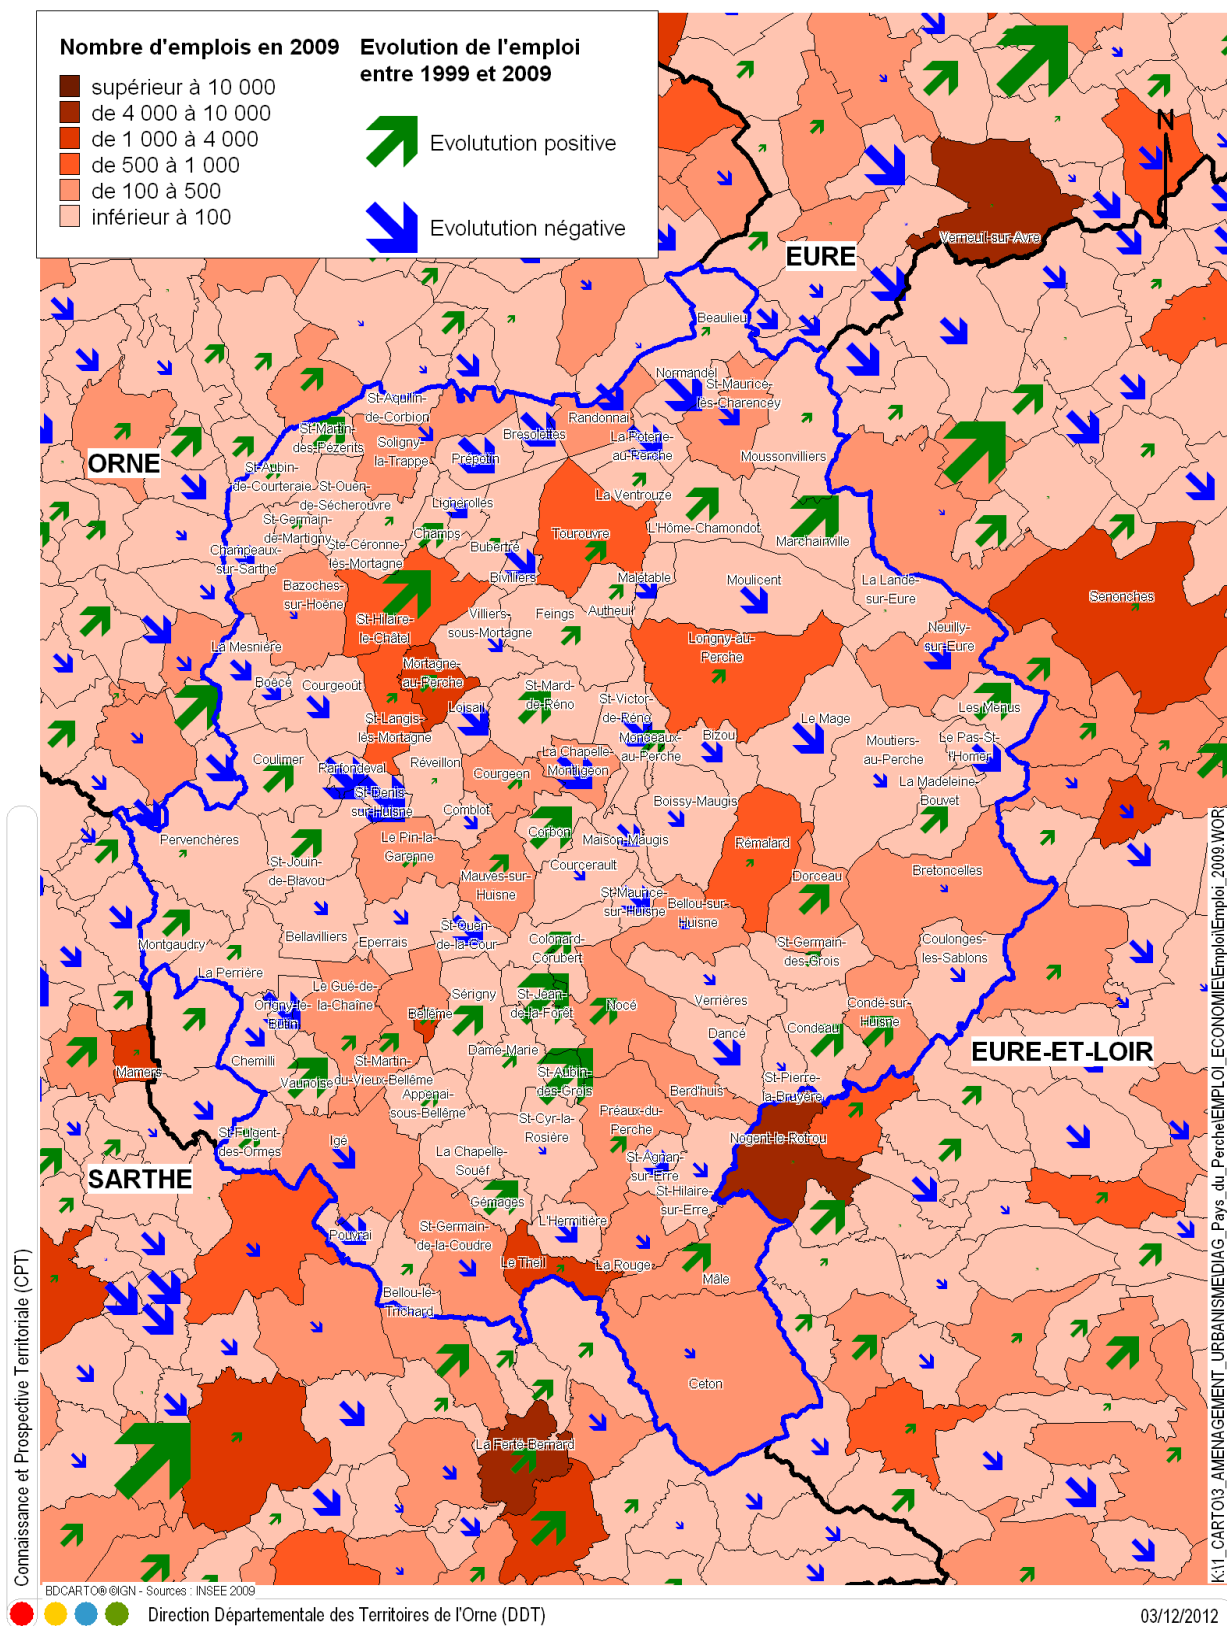 Nombre d'emplois en 2009
supérieur à 10 000
de 4 000 à 10 000
de 1 000 à 4 000
de 500 à 1 000
de 100 à 500
inférieur à 100
Evolution de l'emploi
entre 1999 et 2009
Evolutution positive
Evolutution négative
N
Verneuil-sur-Avre
EURE
Beaulieu
Normandel
St-Maurice-
lès-Charencey
St-Aquilin-
de-Corbion
Randonnai
St-Martin-
des-Pézerits
Bresolettes
La Poterie-
au-Perche
Soligny-
la-Trappe
Prépotin
Moussonvilliers
ORNE
St-Aubin-
de-Courteraie
St-Ouen-
de-Sécherouvre
La Ventrouze
Lignerolles
St-Germain-
de-Martigny
L'Hôme-Chamondot
Champs
Tourouvre
Marchainville
Ste-Céronne-
lès-Mortagne
Bubertré
Champeaux-
sur-Sarthe
Bivilliers
Malétable
Moulicent
La Lande-
sur-Eure
Senonches
Bazoches-
sur-Hoëne
Autheuil
Feings
Villiers-
sous-Mortagne
St-Hilaire-
le-Châtel
Neuilly-
sur-Eure
Longny-au-
Perche
La Mesnière
Mortagne-
au-Perche
Boëcé
Courgeoût
St-Mard-
de-Réno
St-Victor-
de-Réno
Les Menus
Loisail
St-Langis-
lès-Mortagne
Le Mage
Monceaux-
au-Perche
Bizou
Moutiers-
au-Perche
Le Pas-St-
l'Homer
Coulimer
Parfondeval
Réveillon
Courgeon
La Chapelle-
Montligeon
La Madeleine-
Bouvet
St-Denis-
sur-Huisne
Comblot
Boissy-Maugis
Pervenchères
Le Pin-la-
Garenne
Corbon
Maison-Maugis
Rémalard
St-Jouin-
de-Blavou
Mauves-sur-
Huisne
Courcerault
Dorceau
Bretoncelles
St-Maurice-
sur-Huisne
Bellou-sur-
Huisne
Montgaudry
Bellavilliers
Eperrais
St-Ouen-
de-la-Cour
Colonard-
Corubert
St-Germain-
des-Grois
Coulonges-
les-Sablons
La Perrière
Le Gué-de-
la-Chaîne
Sérigny
St-Jean-
de-la-Forêt
Origny-le-
Butin
Bellême
Nocé
Verrières
Condé-sur-
Huisne
Condeau
Dancé
EURE-ET-LOIR
Mamers
Chemilli
Dame-Marie
St-Martin-
du-Vieux-Bellême
Vaunoise
St-Aubin-
des-Grois
St-Pierre-
la-Bruyère
Berd'huis
Appenai-
sous-Bellême
St-Cyr-la-
Rosière
Préaux-du-
Perche
St-Fulgent-
des-Ormes
Igé
Nogent-le-Rotrou
La Chapelle-
Souëf
St-Agnan-
sur-Erre
SARTHE
St-Hilaire-
sur-Erre
Gémages
L'Hermitière
Pouvrai
St-Germain-
de-la-Coudre
Le Theil
La Rouge
Mâle
Bellou-le-
Trichard
Ceton
La Ferté-Bernard
Connaissance et Prospective Territoriale (CPT)
K:\1_CARTO\3_AMENAGEMENT_URBANISME\DIAG_Pays_du_Perche\EMPLOI ECONOMIE\Emploi\Emploi_2009.WOR
BDCARTO® ©IGN - Sources : INSEE 2009
Direction Départementale des Territoires de l'Orne (DDT)
03/12/2012